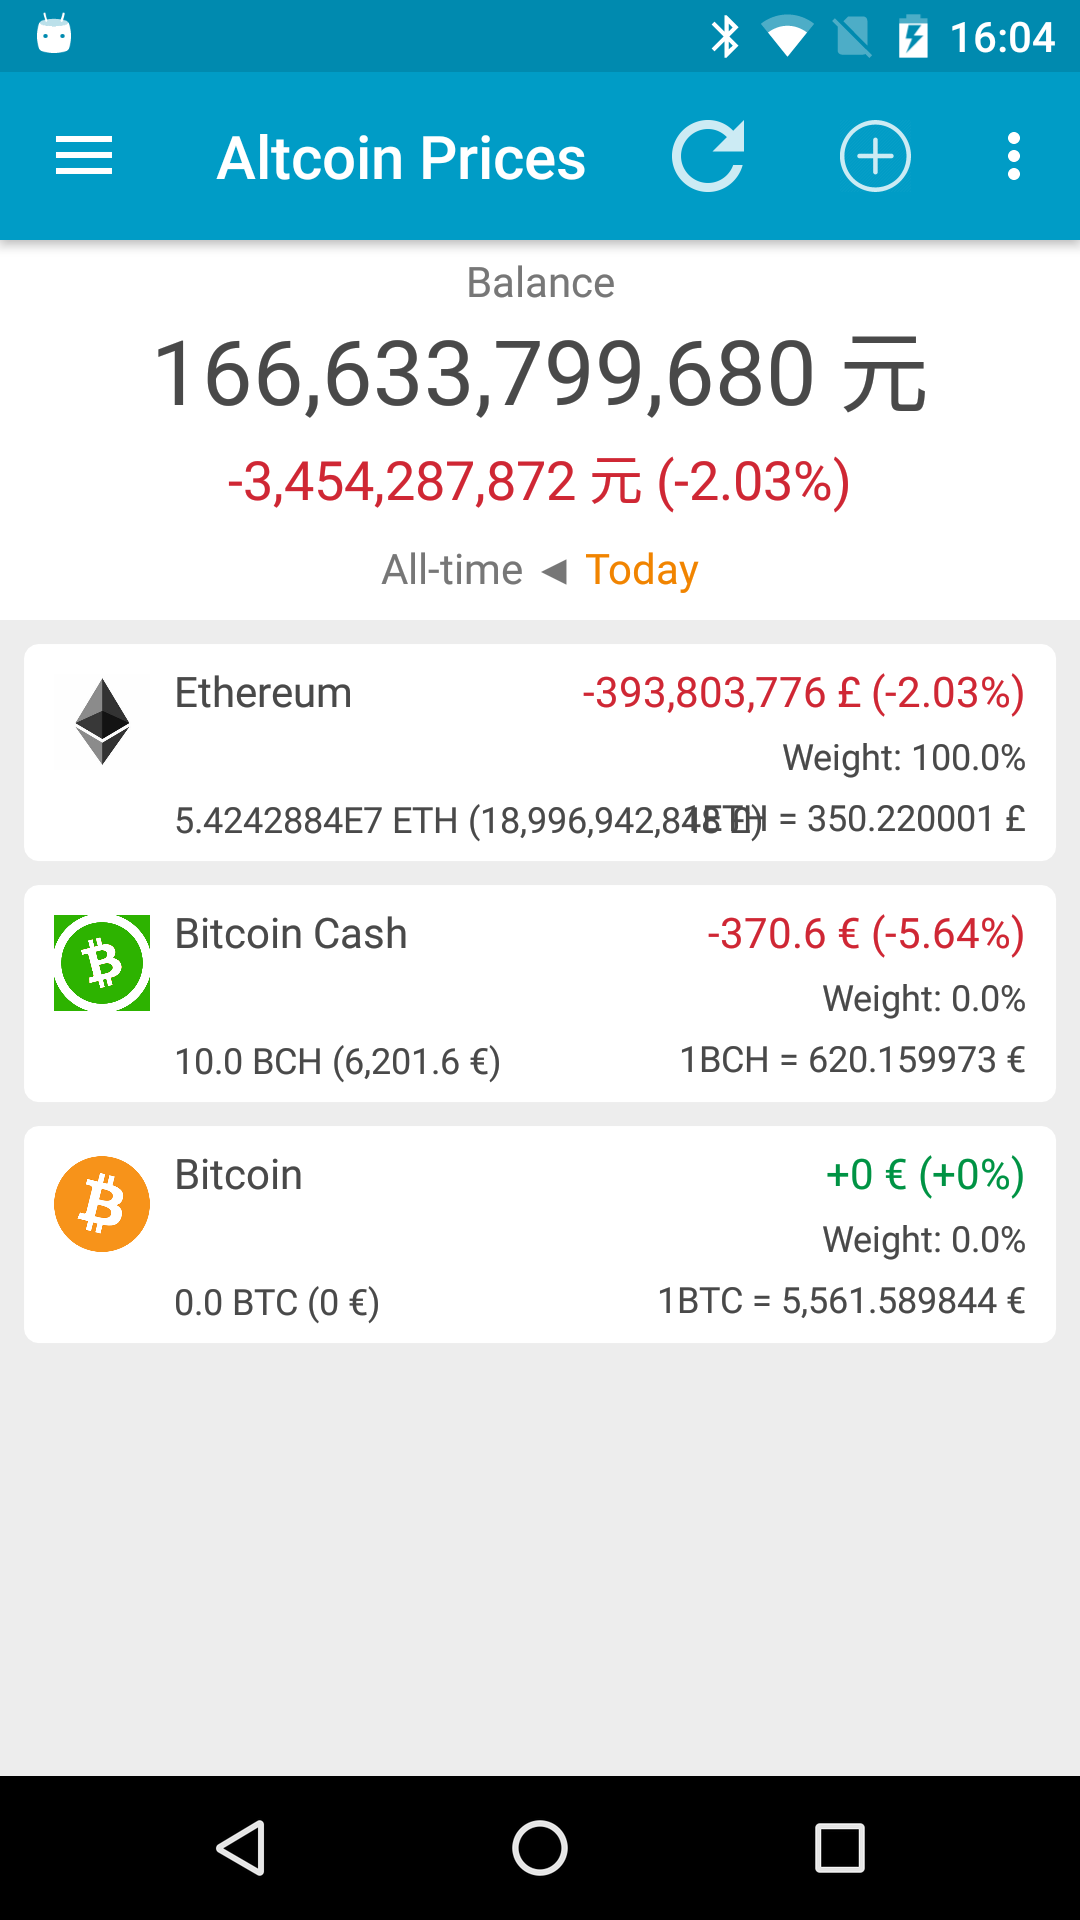 16:04
Altcoin Prices
Balance
166,633,799,680 元
-3,454,287,872 元 (-2.03%)
All-time ◄ Today
Ethereum -393,803,776 £ (-2.03%)
Weight: 100.0%
5.4242884E7 ETH (18,996,942,848 £) 1ETH = 350.220001 £
Bitcoin Cash -370.6 € (-5.64%)
Weight: 0.0%
10.0 BCH (6,201.6 €) 1BCH = 620.159973 €
Bitcoin +0 € (+0%)
Weight: 0.0%
0.0 BTC (0 €) 1BTC = 5,561.589844 €